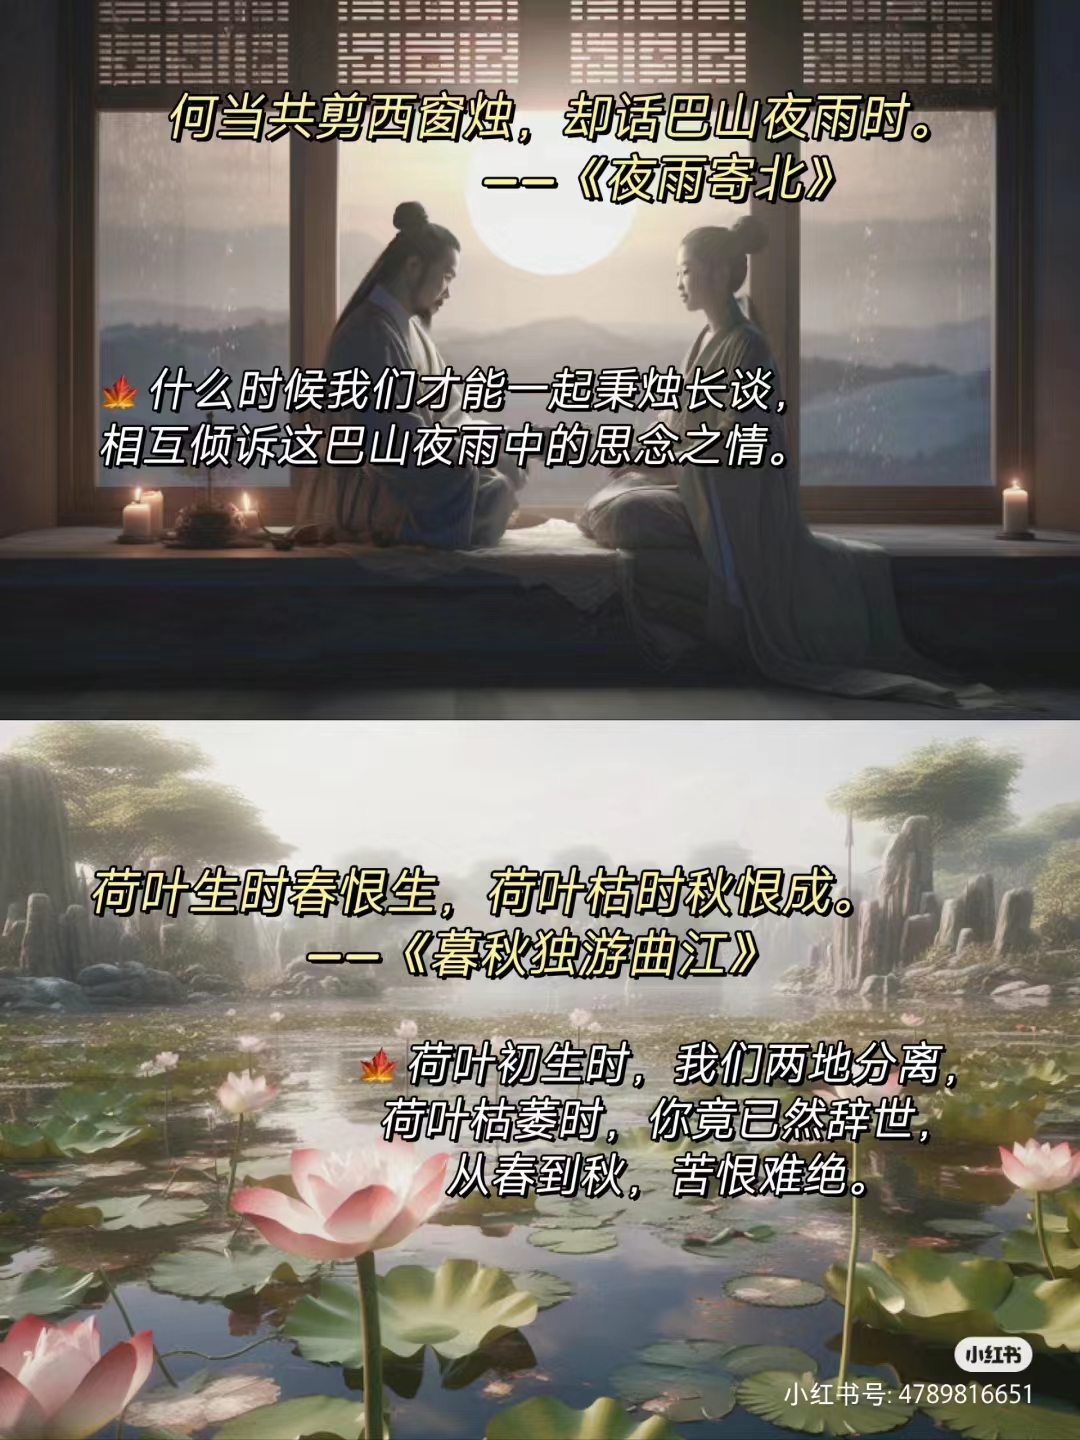 何当共剪西窗烛，却话巴山夜雨时。
——《夜雨寄北》
🍁什么时候我们才能一起秉烛长谈，
相互倾诉这巴山夜雨中的思念之情。
荷叶生时春恨生，荷叶枯时秋恨成。
——《暮秋独游曲江》
🍁荷叶初生时，我们两地分离，
荷叶枯萎时，你竟已然辞世，
从春到秋，苦恨难绝。
小红书
小红书号: 4789816651